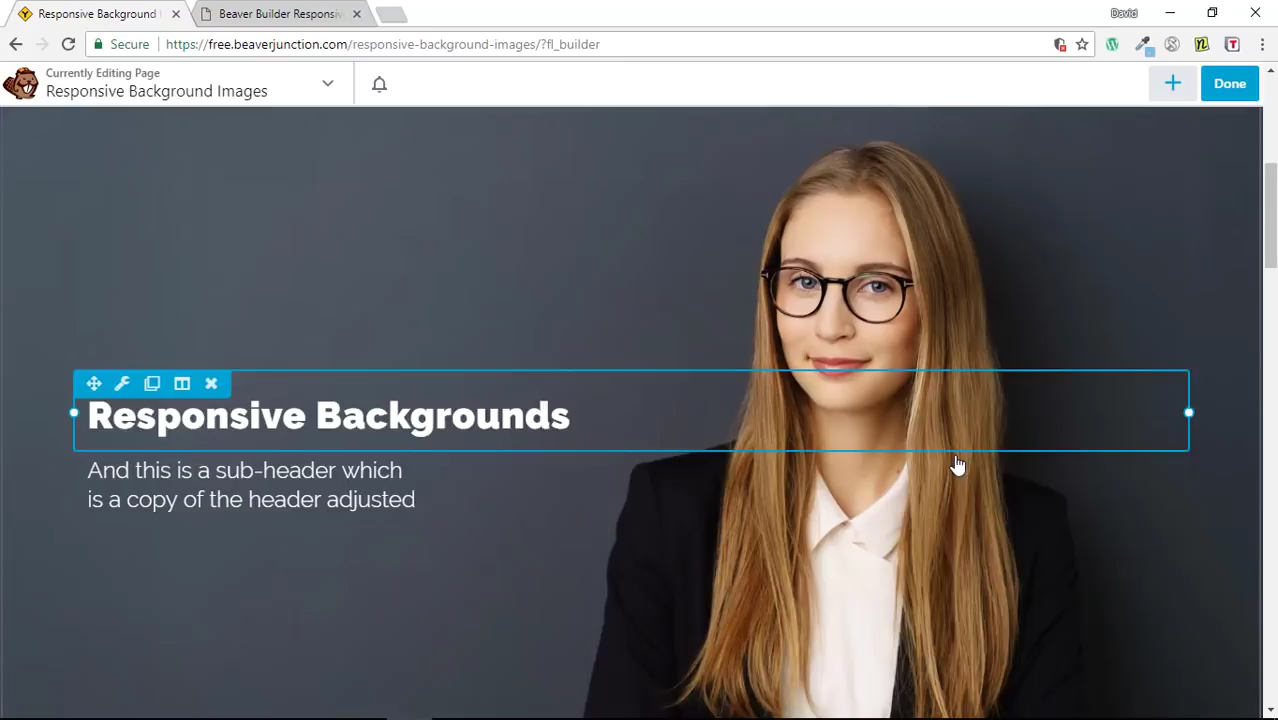 Responsive Background
Beaver Builder Responsiv
David
Secure
https://free.beaverjunction.com/responsive-background-images/?fl_builder
Currently Editing Page
Responsive Background Images
Done
Responsive Backgrounds
And this is a sub-header which
is a copy of the header adjusted